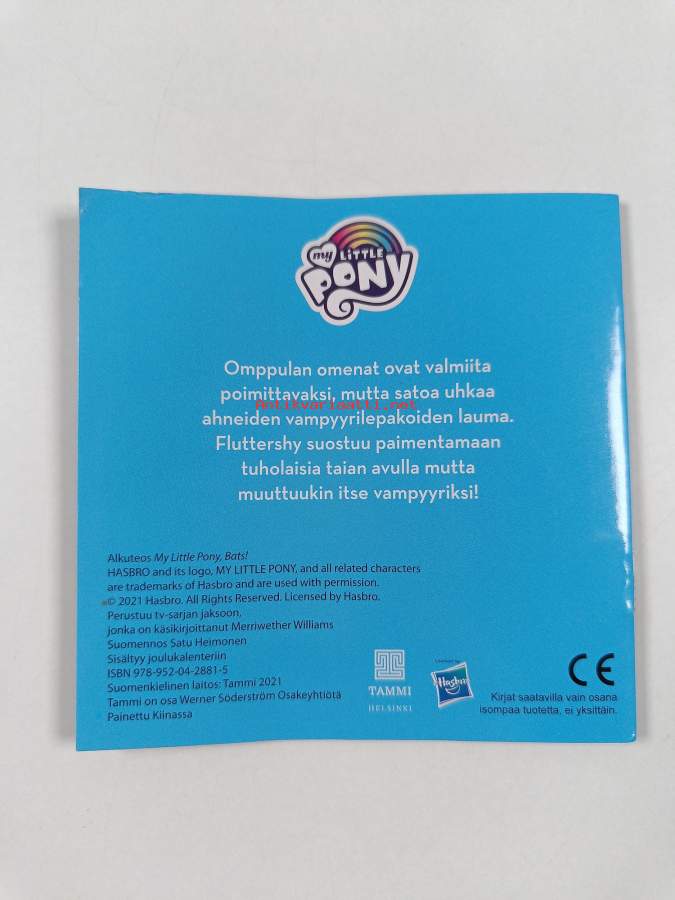 my LITTLE
PONY
Omppulan omenat ovat valmiita
poimittavaksi, mutta satoa uhkaa
Antikvariaatti.net
ahneiden vampyyrilepakoiden lauma.
Fluttershy suostuu paimentamaan
tuholaisia taian avulla mutta
muuttuukin itse vampyyriksi!
Alkuteos My Little Pony, Bats!
HASBRO and its logo, MY LITTLE PONY, and all related characters
are trademarks of Hasbro and are used with permission.
© 2021 Hasbro. All Rights Reserved. Licensed by Hasbro.
Perustuu tv-sarjan jaksoon,
jonka on käsikirjoittanut Merriwether Williams
Suomennos Satu Heimonen
Sisältyy joulukalenteriin
ISBN 978-952-04-2881-5
Suomenkielinen laitos: Tammi 2021
Tammi on osa Werner Söderström Osakeyhtiötä
Painettu Kiinassa
TAMMI
HELSINKI
Licensed by:
Hasbro
CE
Kirjat saatavilla vain osana
isompaa tuotetta, ei yksittäin.